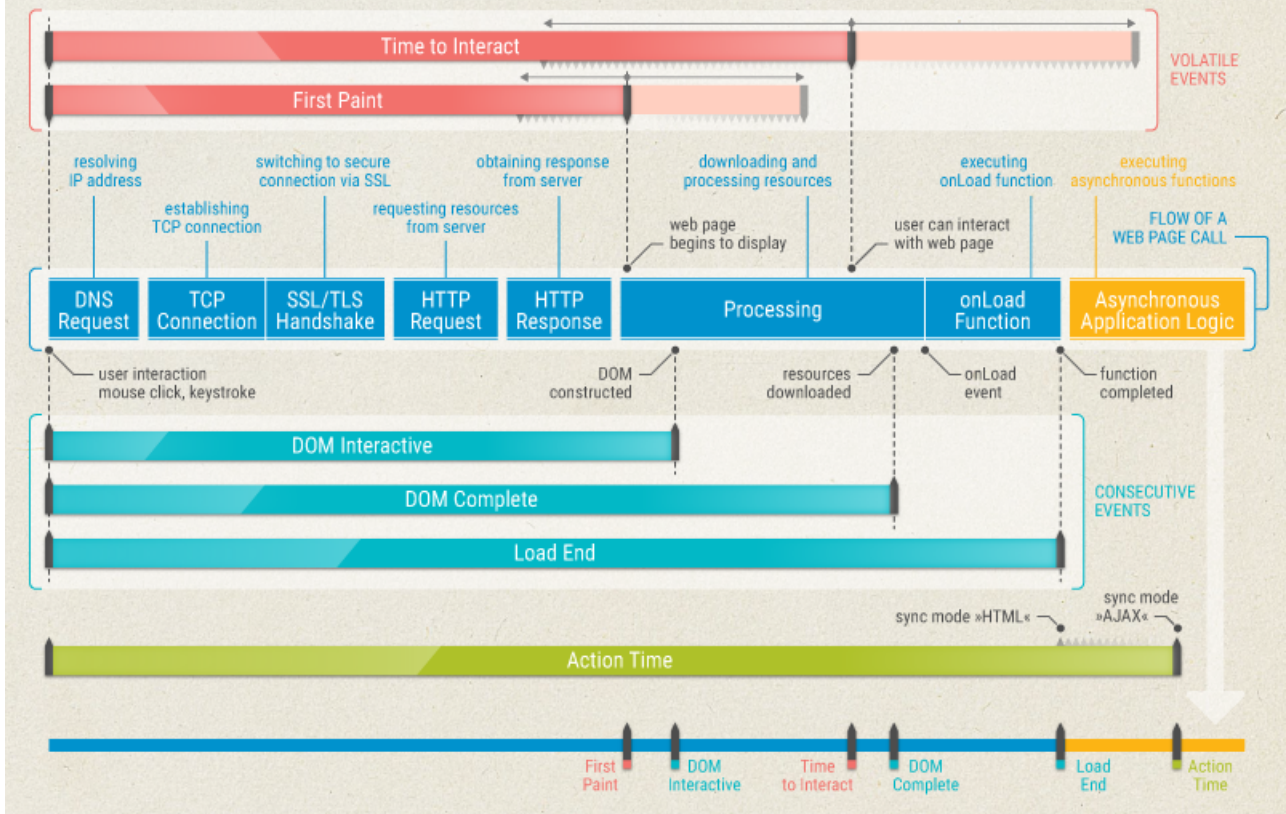 Time to Interact
First Paint
VOLATILE
EVENTS
resolving
IP address
switching to secure
connection via SSL
obtaining response
from server
downloading and
processing resources
executing
onLoad function
executing
asynchronous functions
establishing
TCP connection
requesting resources
from server
web page
begins to display
user can interact
with web page
FLOW OF A
WEB PAGE CALL
DNS
Request
TCP
Connection
SSL/TLS
Handshake
HTTP
Request
HTTP
Response
Processing
onLoad
Function
Asynchronous
Application Logic
user interaction
mouse click, keystroke
DOM
constructed
resources
downloaded
onLoad
event
function
completed
DOM Interactive
DOM Complete
Load End
CONSECUTIVE
EVENTS
sync mode »HTML«
sync mode
»AJAX«
Action Time
First
Paint
DOM
Interactive
Time
to Interact
DOM
Complete
Load
End
Action
Time